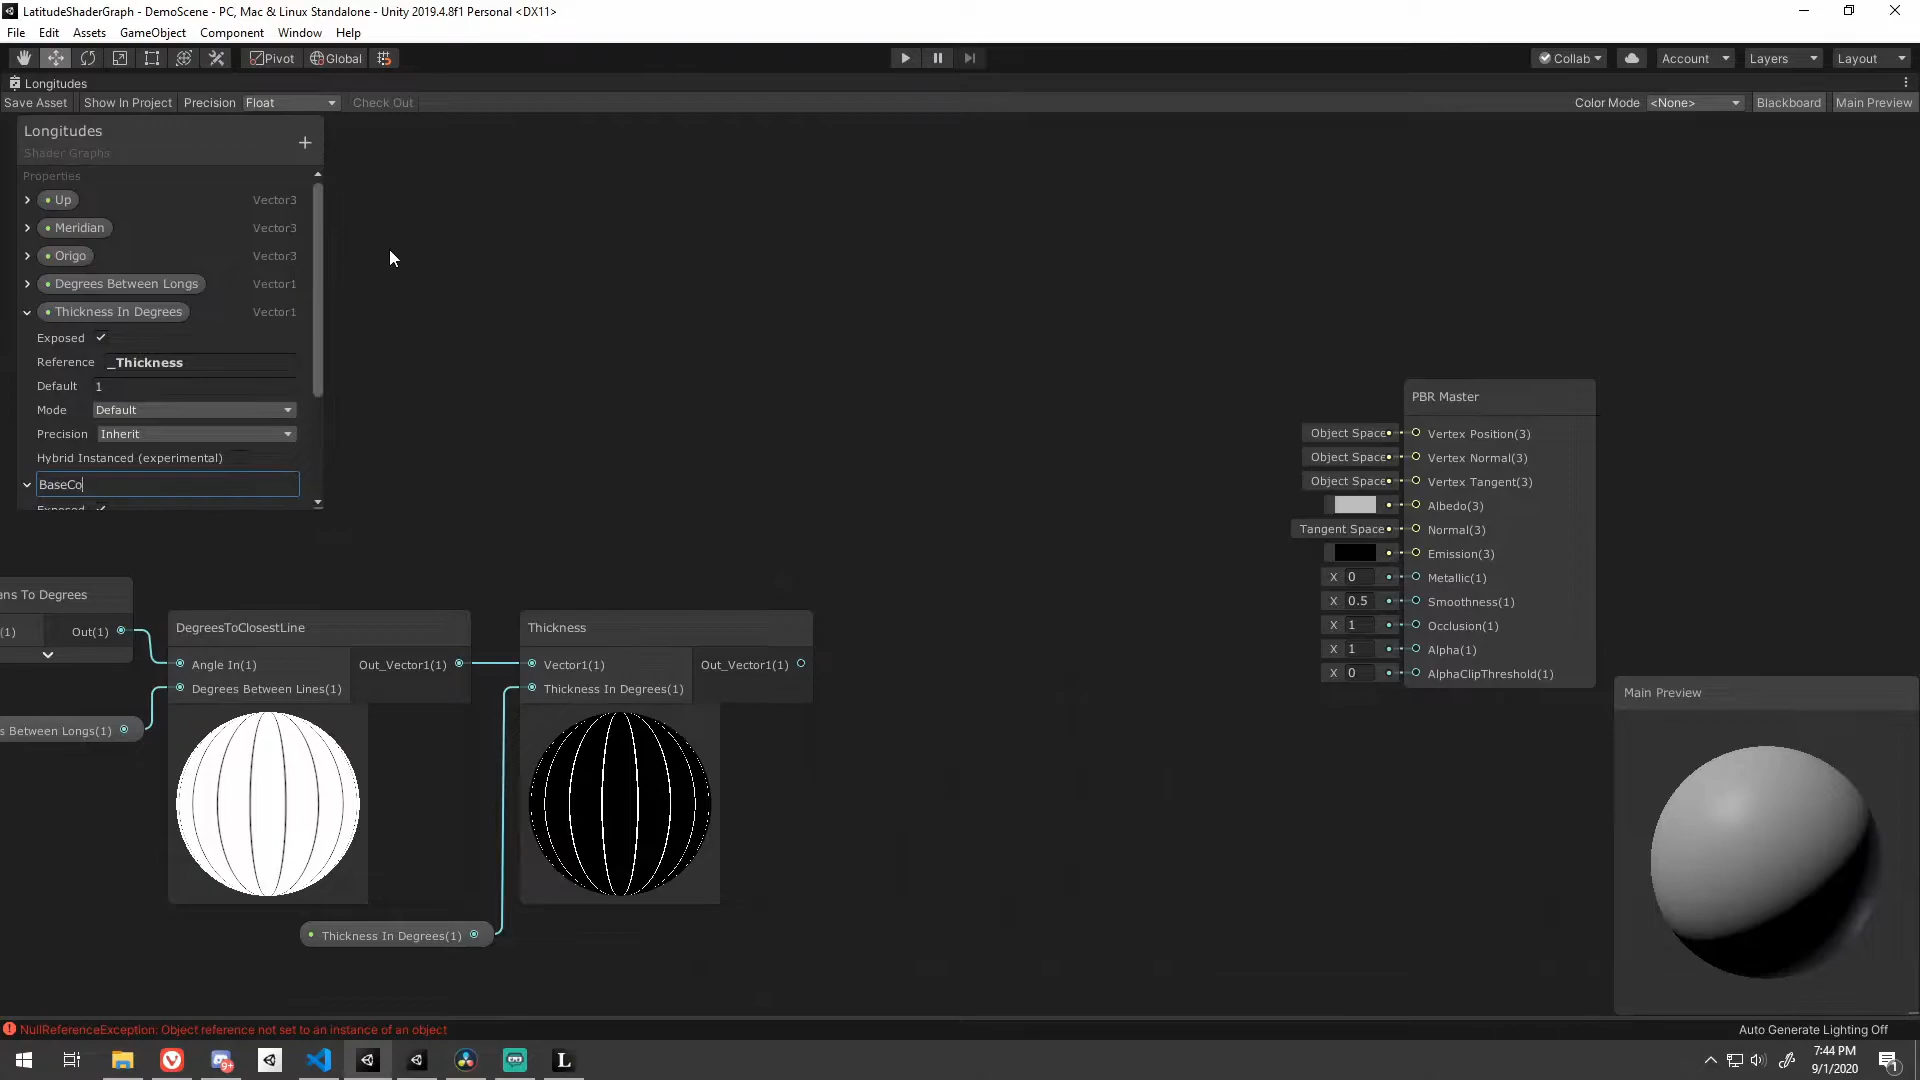 LatitudeShaderGraph - DemoScene - PC, Mac & Linux Standalone - Unity 2019.4.8f1 Personal <DX11>
File Edit Assets GameObject Component Window Help
Pivot Global Collab Account Layers Layout
Longitudes
Save Asset Show In Project Precision Float Check Out Color Mode <None> Blackboard Main Preview
Longitudes
Shader Graphs
Properties
Up Vector3
Meridian Vector3
Origo Vector3
Degrees Between Longs Vector1
Thickness In Degrees Vector1
Exposed
Reference _Thickness
Default 1
Mode Default
Precision Inherit
Hybrid Instanced (experimental)
BaseCo
Exposed
ans To Degrees
(1) Out(1)
s Between Longs(1)
DegreesToClosestLine
Angle In(1) Out_Vector1(1)
Degrees Between Lines(1)
Thickness
Vector1(1) Out_Vector1(1)
Thickness In Degrees(1)
Thickness In Degrees(1)
PBR Master
Object Space Vertex Position(3)
Object Space Vertex Normal(3)
Object Space Vertex Tangent(3)
Albedo(3)
Tangent Space Normal(3)
Emission(3)
X 0 Metallic(1)
X 0.5 Smoothness(1)
X 1 Occlusion(1)
X 1 Alpha(1)
X 0 AlphaClipThreshold(1)
Main Preview
NullReferenceException: Object reference not set to an instance of an object
Auto Generate Lighting Off
9+
L
7:44 PM
9/1/2020
1